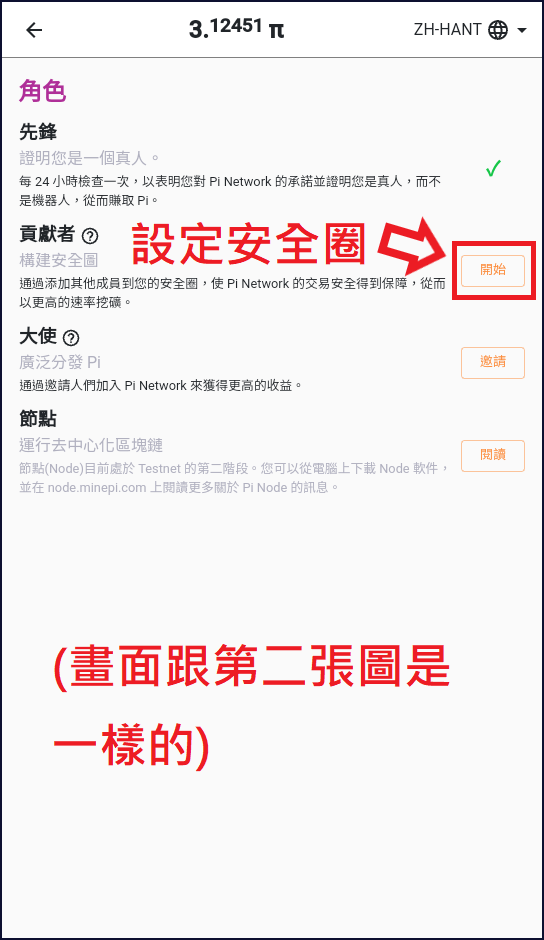 3.12451 π
ZH-HANT
角色
先鋒
證明您是一個真人。
每 24 小時檢查一次，以表明您對 Pi Network 的承諾並證明您是真人，而不
是機器人，從而賺取 Pi。
貢獻者
設定安全圈
構建安全圖
開始
通過添加其他成員到您的安全圈，使 Pi Network 的交易安全得到保障，從而
以更高的速率挖礦。
大使
廣泛分發 Pi
邀請
通過邀請人們加入 Pi Network 來獲得更高的收益。
節點
運行去中心化區塊鏈
閱讀
節點(Node)目前處於 Testnet 的第二階段。您可以從電腦上下載 Node 軟件，
並在 node.minepi.com 上閱讀更多關於 Pi Node 的訊息。
(畫面跟第二張圖是
一樣的)